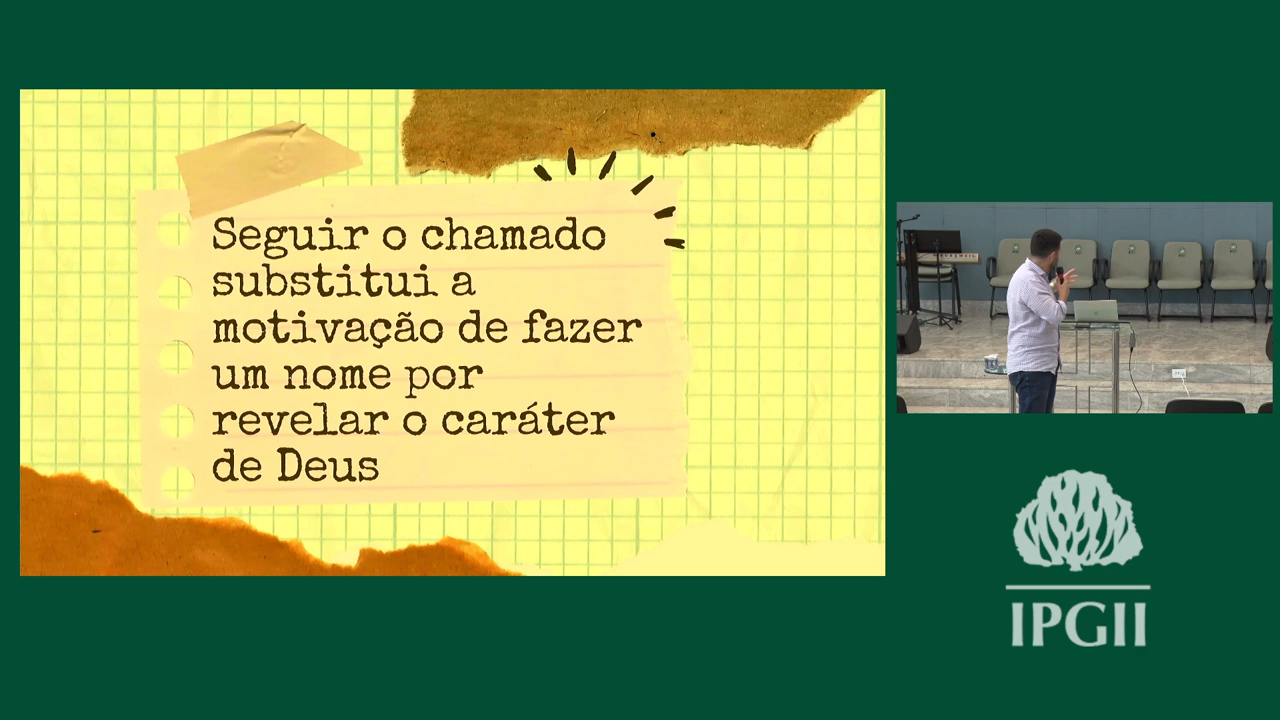 Seguir o chamado
substitui a
motivação de fazer
um nome por
revelar o caráter
de Deus
IPGII